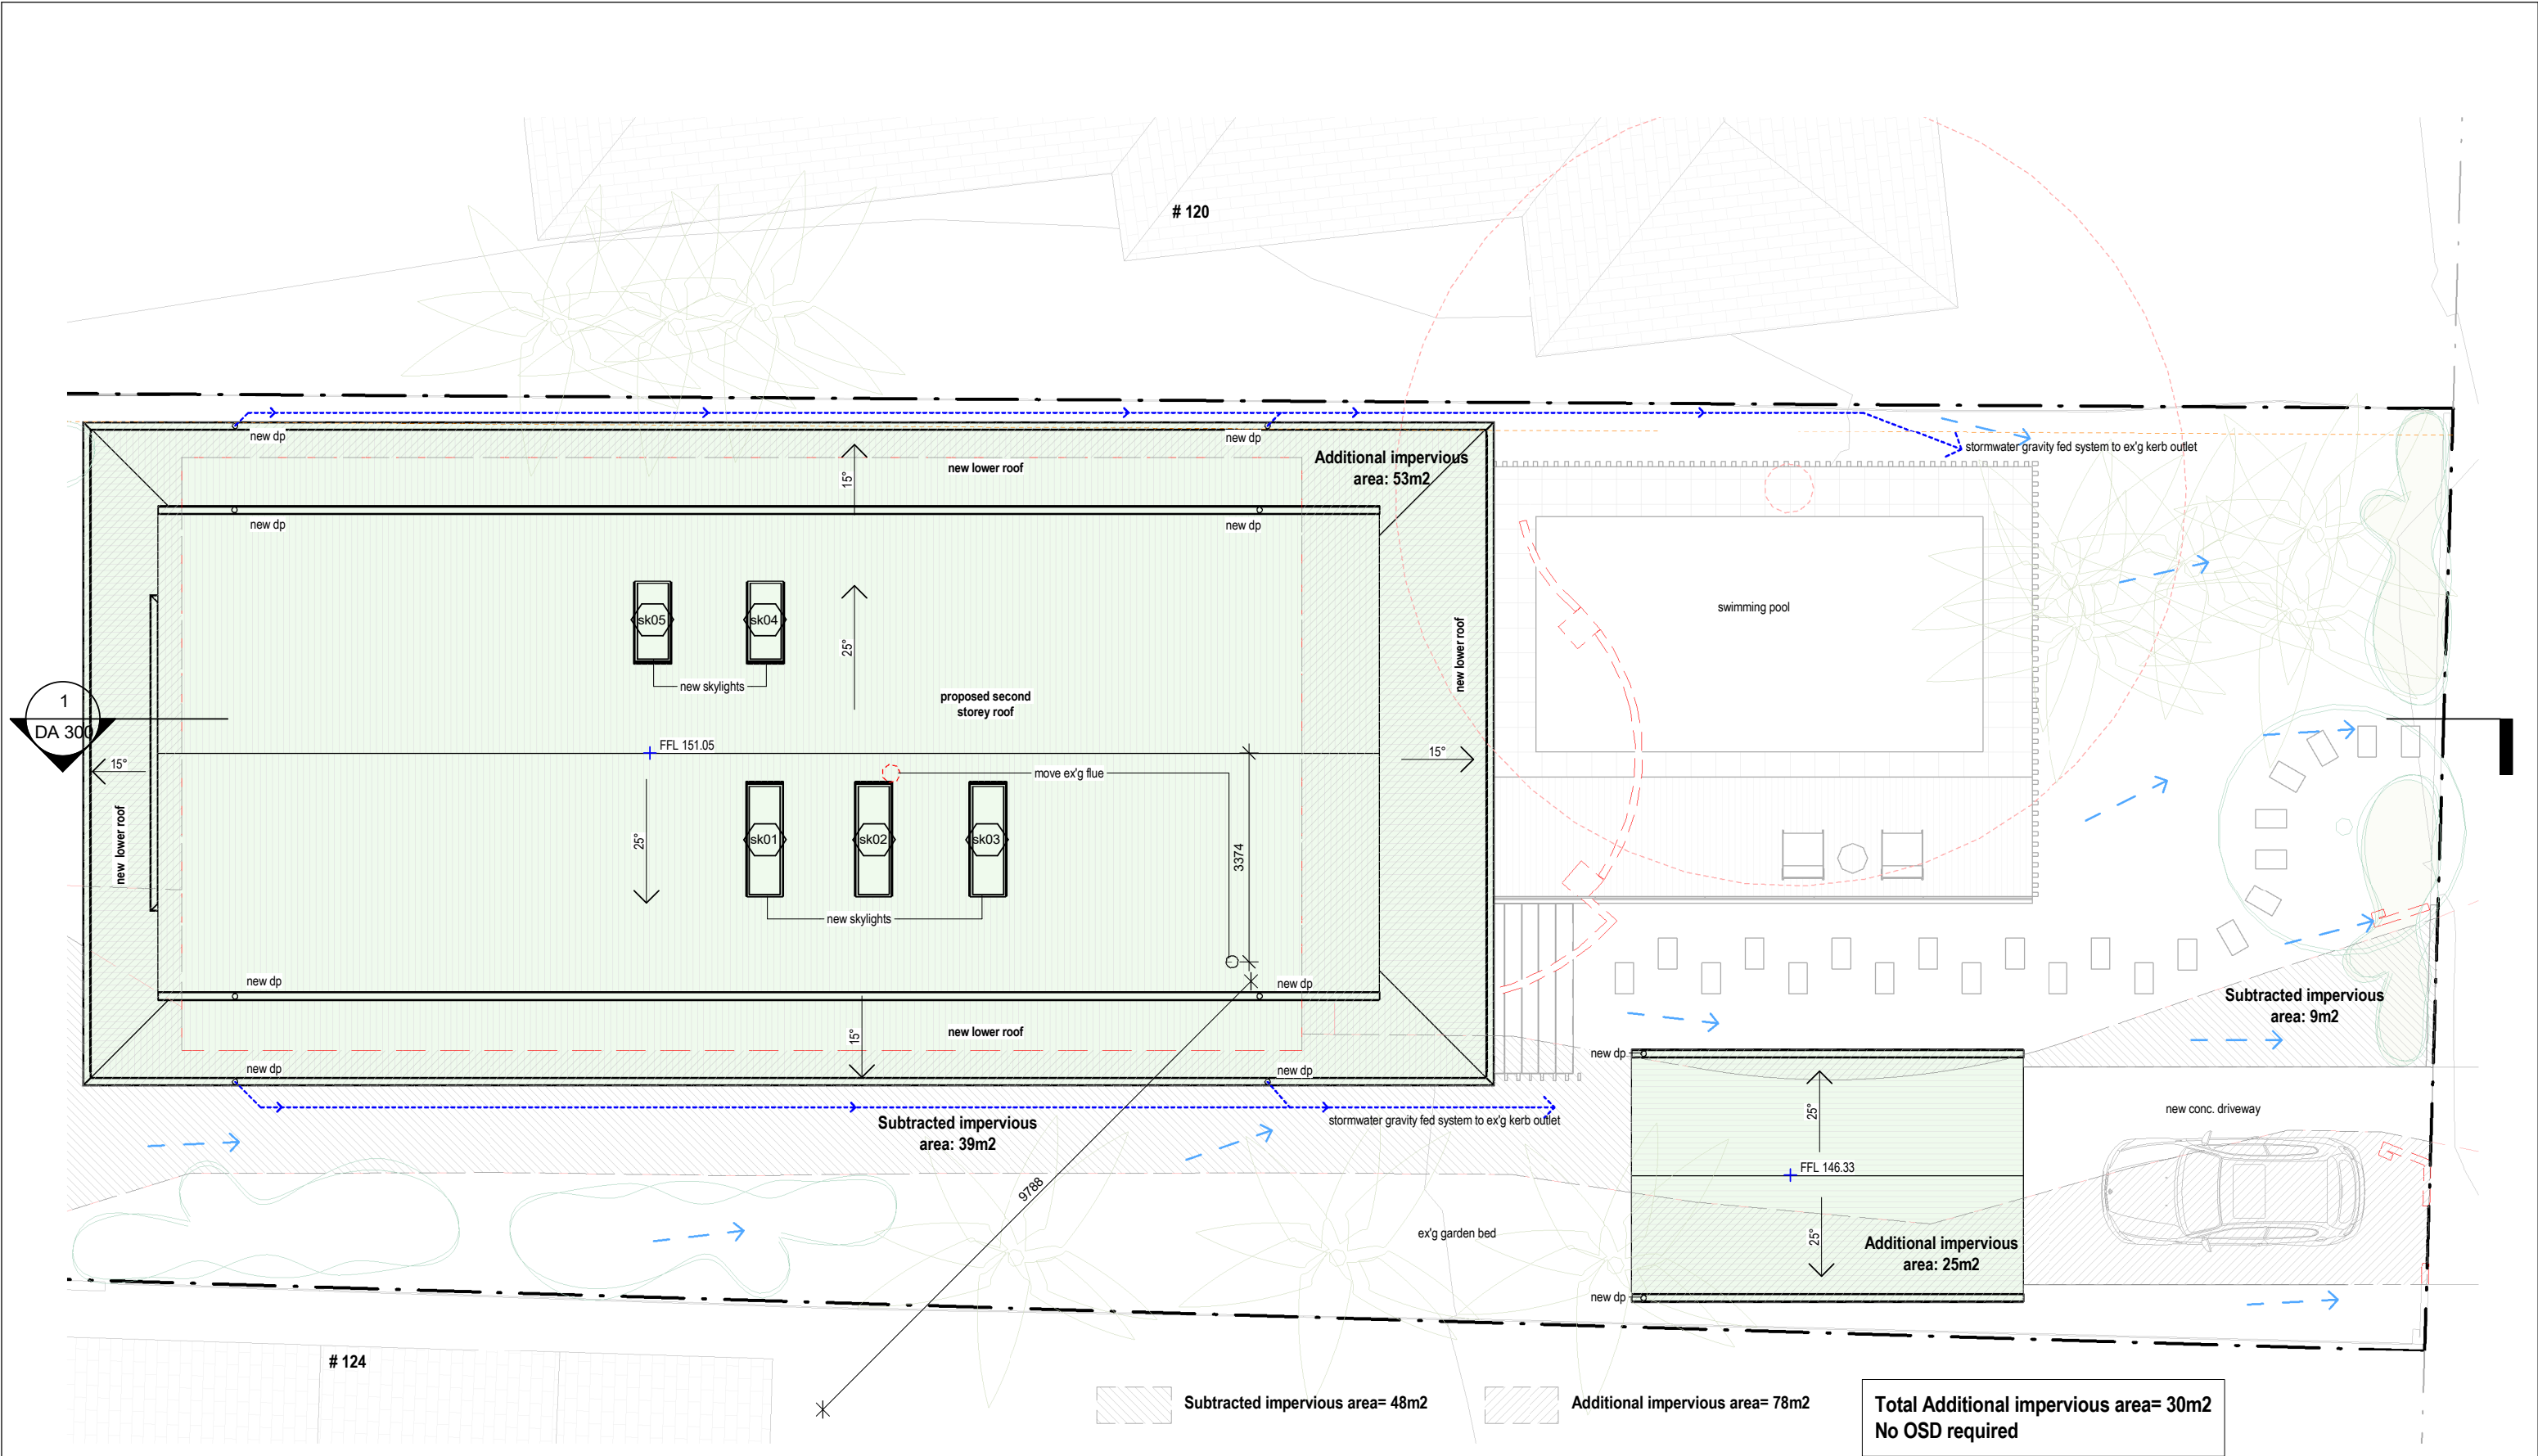 # 120
new dp
new dp
new lower roof
15°
Additional impervious
area: 53m2
stormwater gravity fed system to ex'g kerb outlet
new dp
new dp
sk05
sk04
new skylights
25°
proposed second
storey roof
new lower roof
swimming pool
1
DA 300
FFL 151.05
15°
15°
move ex'g flue
new lower roof
25°
sk01
sk02
sk03
3374
new skylights
new dp
new dp
new lower roof
15°
Subtracted impervious
area: 9m2
new dp
new dp
new dp
Subtracted impervious
area: 39m2
stormwater gravity fed system to ex'g kerb outlet
25°
new conc. driveway
FFL 146.33
9788
ex'g garden bed
25°
Additional impervious
area: 25m2
new dp
# 124
Subtracted impervious area= 48m2
Additional impervious area= 78m2
Total Additional impervious area= 30m2
No OSD required